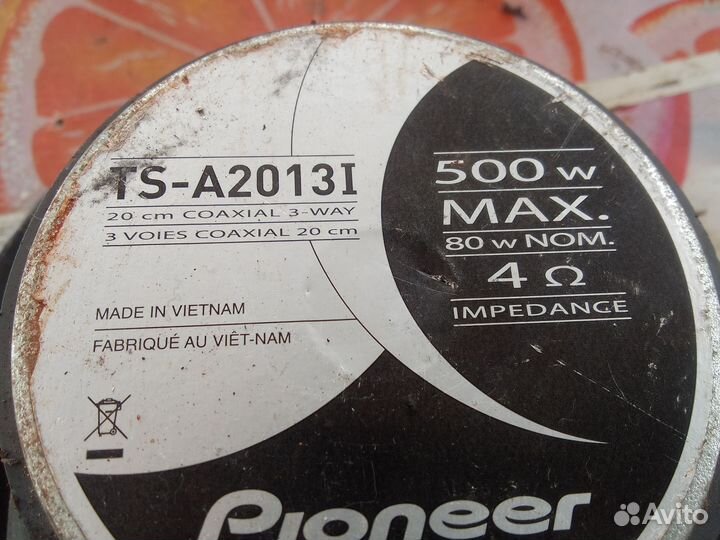 TS-A2013I
20 cm COAXIAL 3-WAY
3 VOIES COAXIAL 20 cm
MADE IN VIETNAM
FABRIQUÉ AU VIÊT-NAM
500 W
MAX.
80 W NOM.
4 Ω
IMPEDANCE
Pioneer
Avito